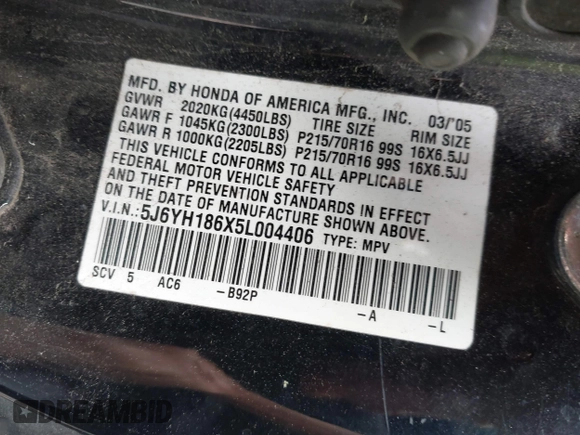 MFD. BY HONDA OF AMERICA MFG., INC. 03/'05
GVWR 2020KG(4450LBS) TIRE SIZE RIM SIZE
GAWR F 1045KG(2300LBS) P215/70R16 99S 16X6.5JJ
GAWR R 1000KG(2205LBS) P215/70R16 99S 16X6.5JJ
THIS VEHICLE CONFORMS TO ALL APPLICABLE
FEDERAL MOTOR VEHICLE SAFETY
AND THEFT PREVENTION STANDARDS IN EFFECT
ON THE DATE OF MANUFACTURE SHOWN ABOVE.
V.I.N.: 5J6YH186X5L004406 TYPE: MPV
SCV 5 AC6 -B92P -A -L
DREAMBID